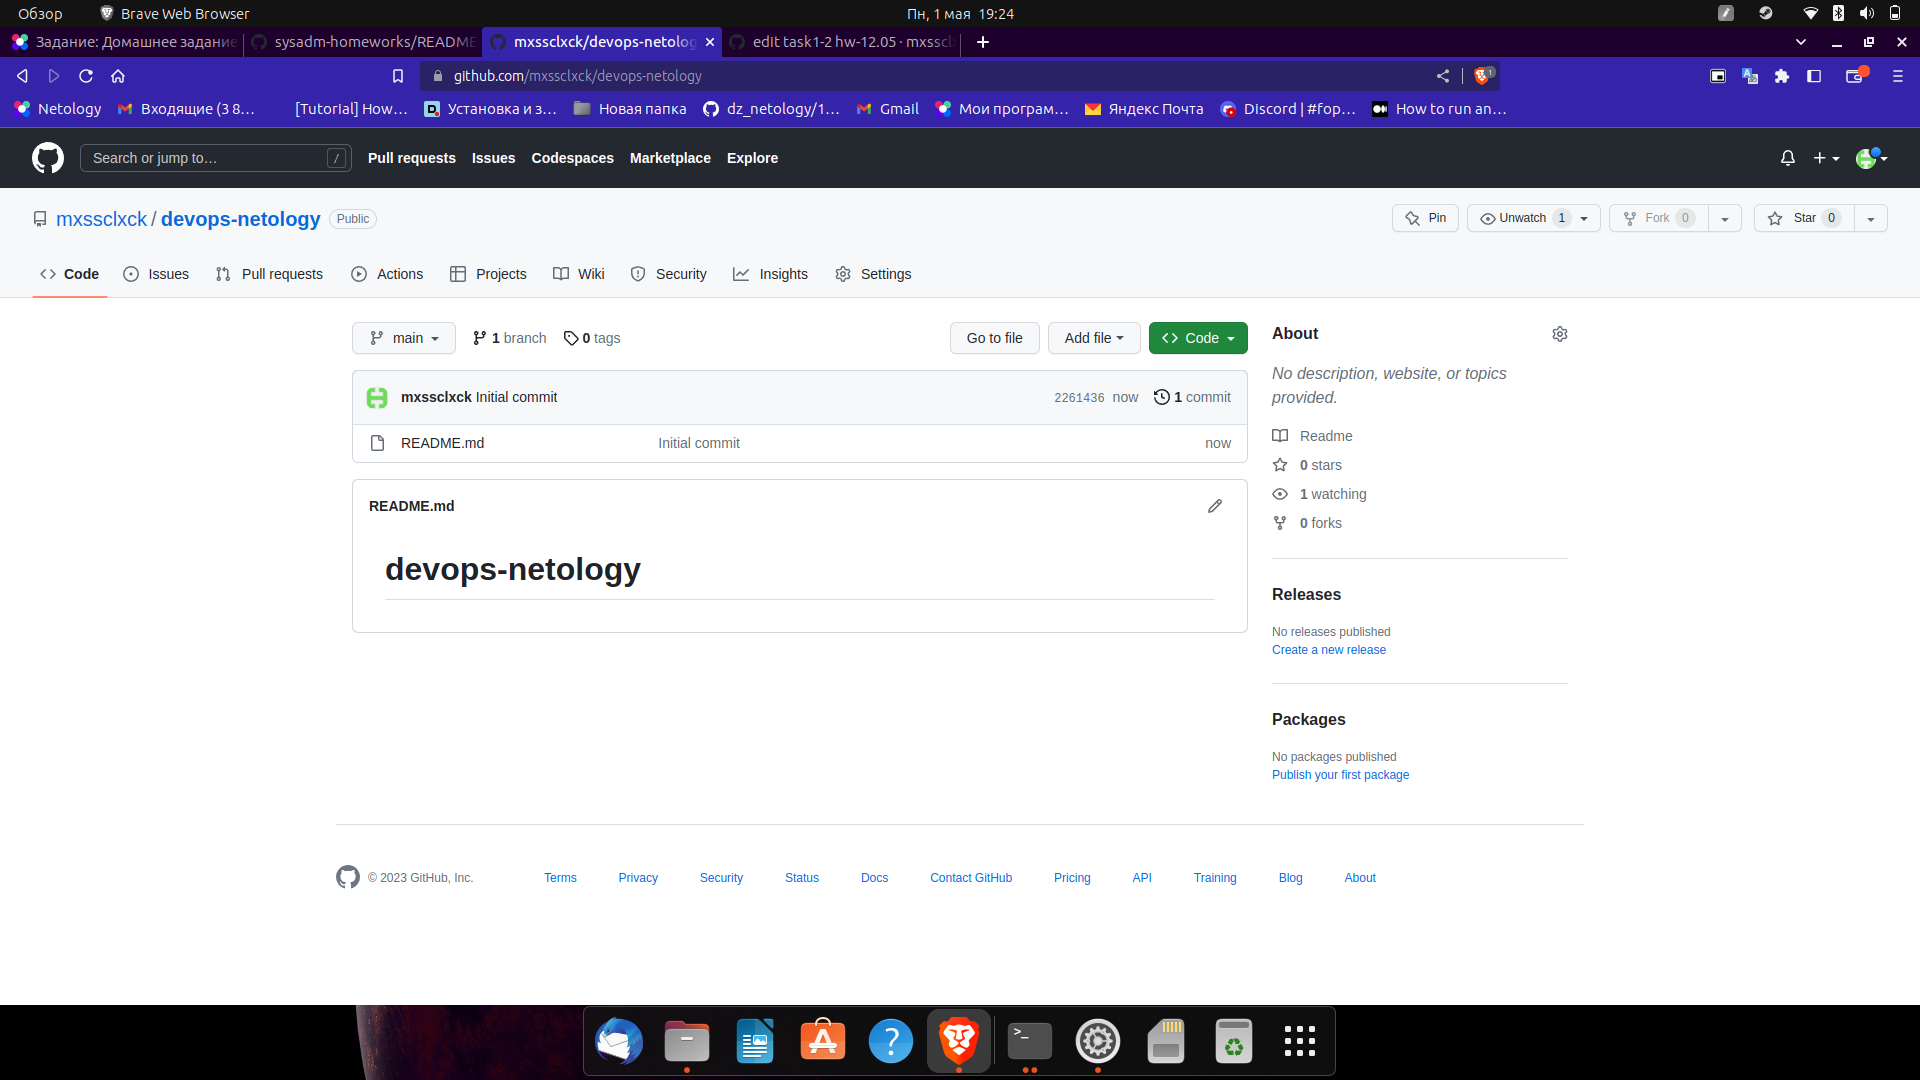 Обзор Brave Web Browser Пн, 1 мая 19:24
Задание: Домашнее задание sysadm-homeworks/README mxssclxck/devops-netolog edit task1-2 hw-12.05 · mxsscl
github.com/mxssclxck/devops-netology 1
Netology Входящие (3 8… [Tutorial] How… Установка и з… Новая папка dz_netology/1… Gmail Мои програм… Яндекс Почта Discord | #fop… How to run an…
Search or jump to… / Pull requests Issues Codespaces Marketplace Explore
mxssclxck / devops-netology Public Pin Unwatch 1 Fork 0 Star 0
Code Issues Pull requests Actions Projects Wiki Security Insights Settings
main 1 branch 0 tags Go to file Add file Code
mxssclxck Initial commit 2261436 now 1 commit
README.md Initial commit now
README.md
devops-netology
About
No description, website, or topics
provided.
Readme
0 stars
1 watching
0 forks
Releases
No releases published
Create a new release
Packages
No packages published
Publish your first package
© 2023 GitHub, Inc. Terms Privacy Security Status Docs Contact GitHub Pricing API Training Blog About